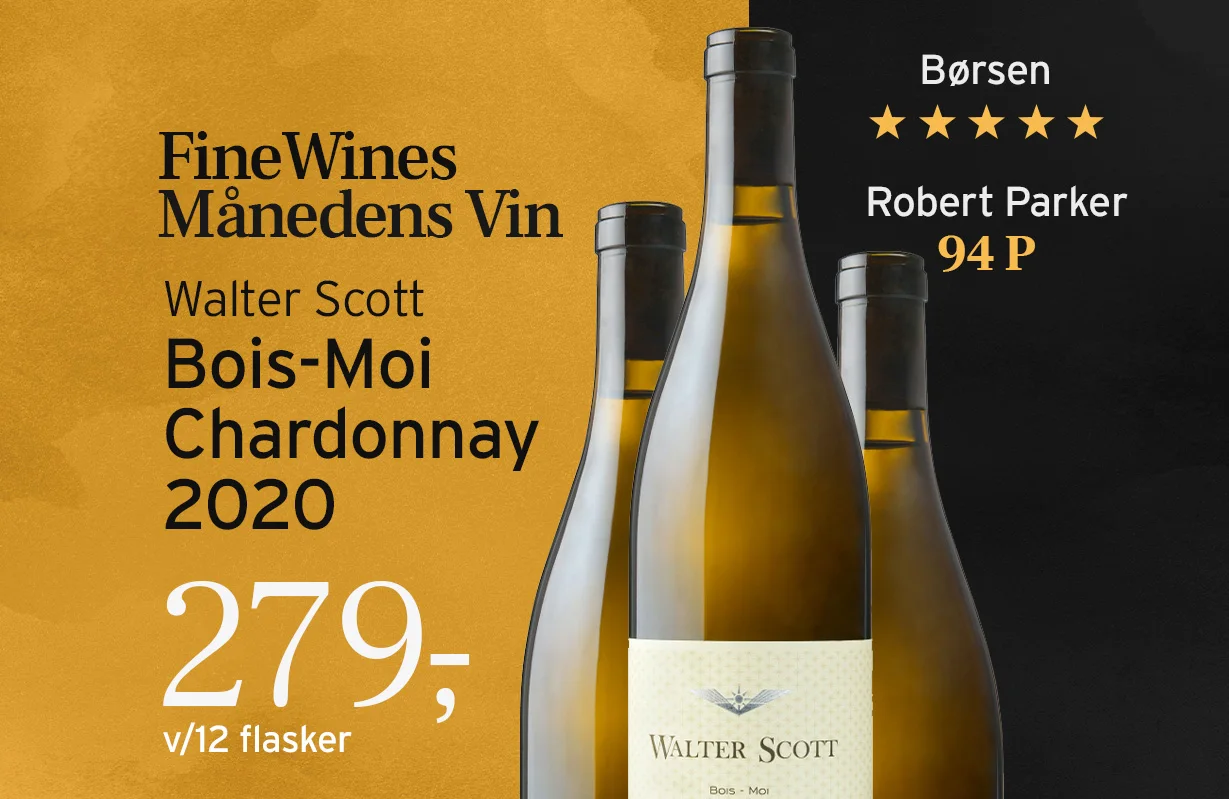 FineWines
Månedens Vin
Walter Scott
Bois-Moi
Chardonnay
2020
279,-
v/12 flasker
Børsen
Robert Parker
94 P
WALTER SCOTT
Bois - Moi